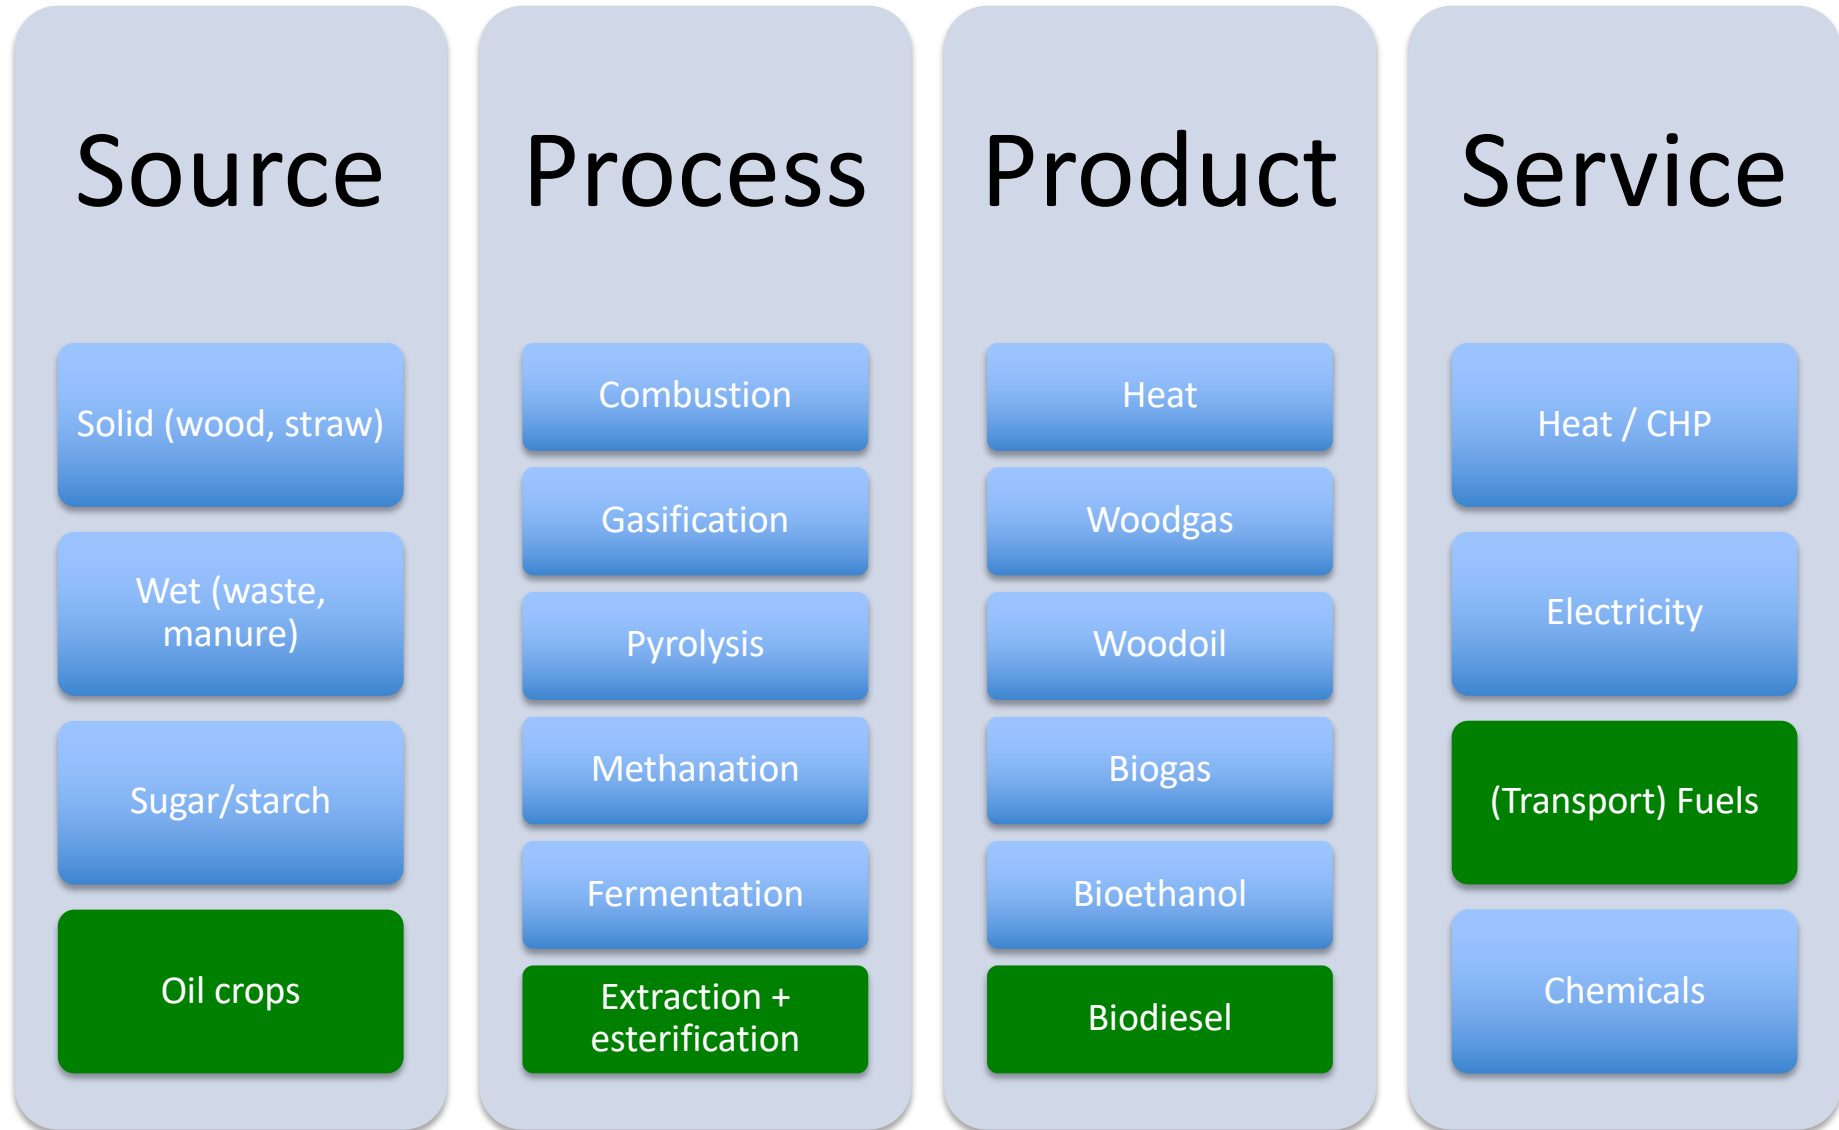 Source
Solid (wood, straw)
Wet (waste,
manure)
Sugar/starch
Oil crops
Process
Combustion
Gasification
Pyrolysis
Methanation
Fermentation
Extraction +
esterification
Product
Heat
Woodgas
Woodoil
Biogas
Bioethanol
Biodiesel
Service
Heat / CHP
Electricity
(Transport) Fuels
Chemicals